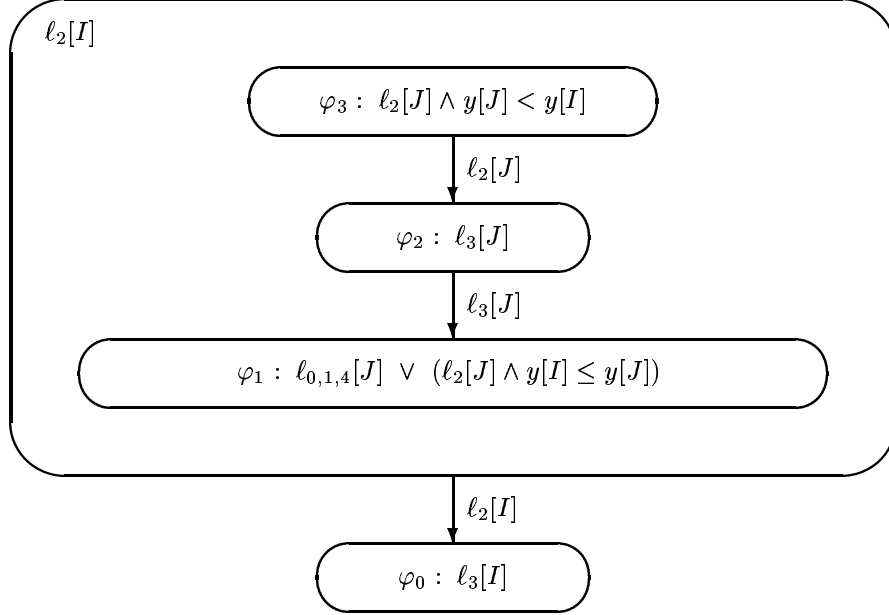 ℓ₂[I]
φ₃ : ℓ₂[J] ∧ y[J] < y[I]
ℓ₂[J]
φ₂ : ℓ₃[J]
ℓ₃[J]
φ₁ : ℓ₀,₁,₄[J] ∨ (ℓ₂[J] ∧ y[I] ≤ y[J])
ℓ₂[I]
φ₀ : ℓ₃[I]